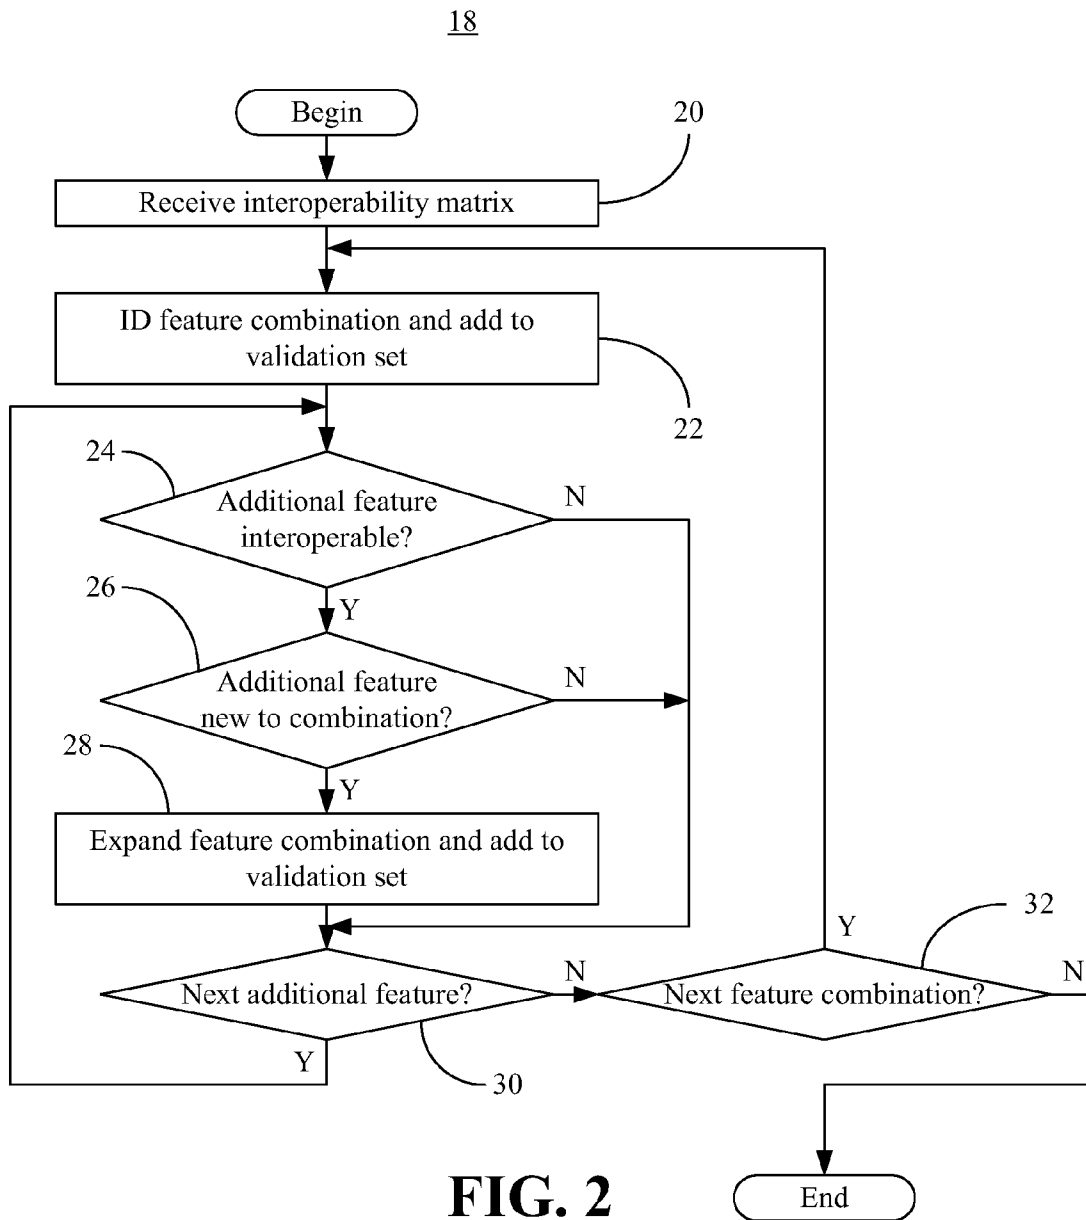 18
Begin
20
Receive interoperability matrix
ID feature combination and add to
validation set
22
24
Additional feature
interoperable?
N
Y
26
Additional feature
new to combination?
N
Y
28
Expand feature combination and add to
validation set
32
Y
Next additional feature?
N
Next feature combination?
N
Y
30
End
FIG. 2